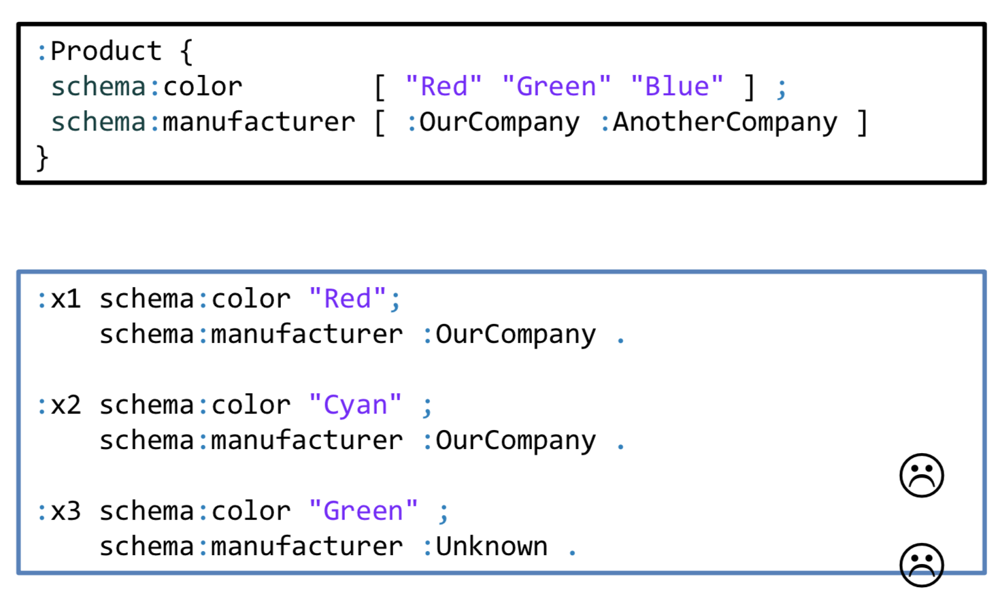 :Product {
schema:color [ "Red" "Green" "Blue" ] ;
schema:manufacturer [ :OurCompany :AnotherCompany ]
}
:x1 schema:color "Red";
schema:manufacturer :OurCompany .
:x2 schema:color "Cyan" ;
schema:manufacturer :OurCompany .
:x3 schema:color "Green" ;
schema:manufacturer :Unknown .